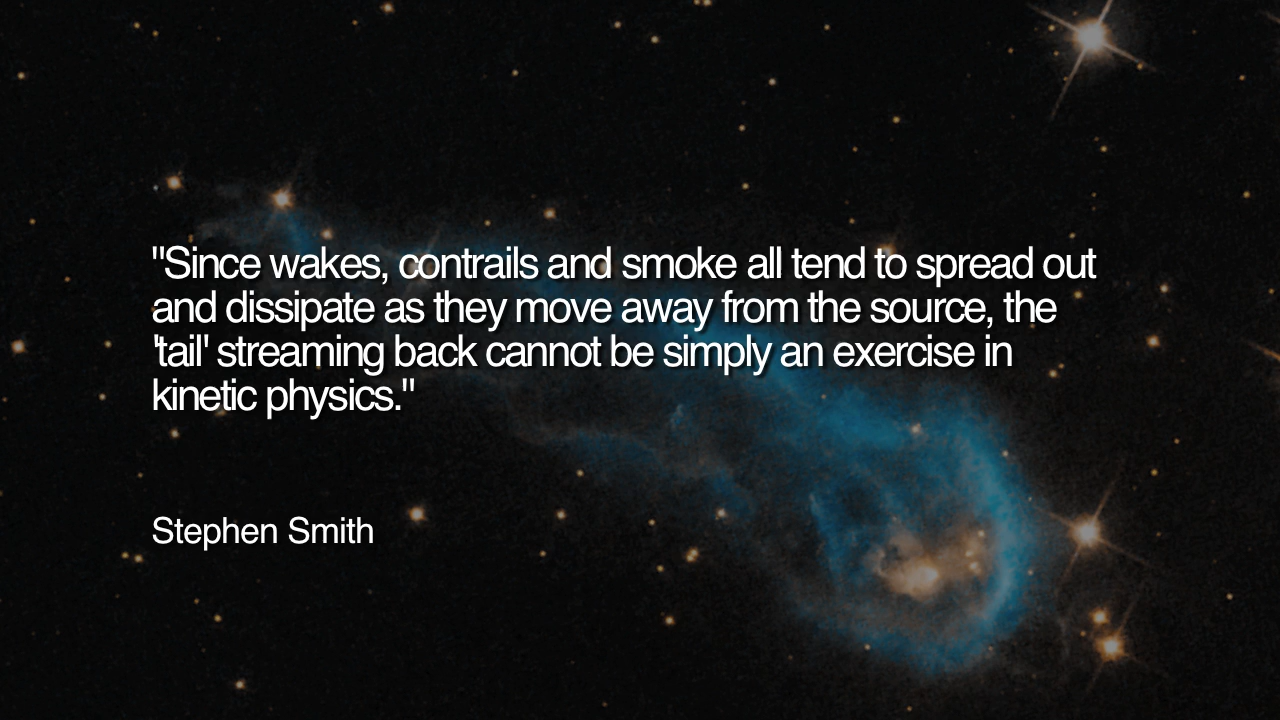 "Since wakes, contrails and smoke all tend to spread out
and dissipate as they move away from the source, the
'tail' streaming back cannot be simply an exercise in
kinetic physics."
Stephen Smith